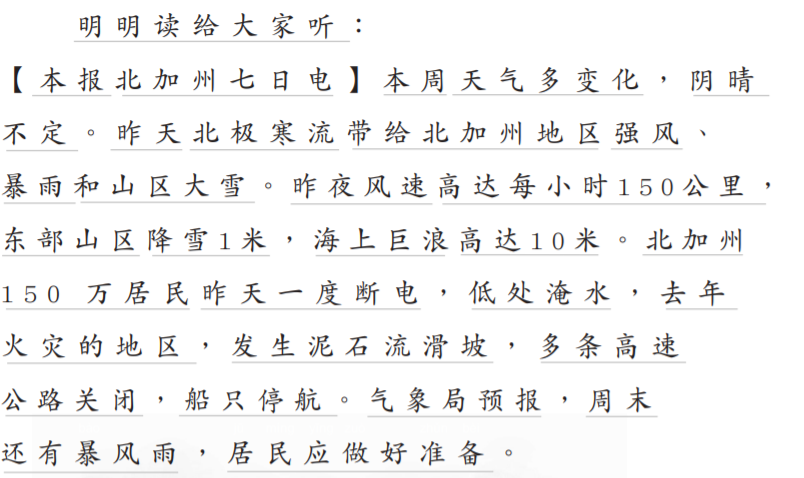 明明读给大家听：
【本报北加州七日电】本周天气多变化，阴晴
不定。昨天北极寒流带给北加州地区强风、
暴雨和山区大雪。昨夜风速高达每小时150公里，
东部山区降雪1米，海上巨浪高达10米。北加州
150 万居民昨天一度断电，低处淹水，去年
火灾的地区，发生泥石流滑坡，多条高速
公路关闭，船只停航。气象局预报，周末
还有暴风雨，居民应做好准备。